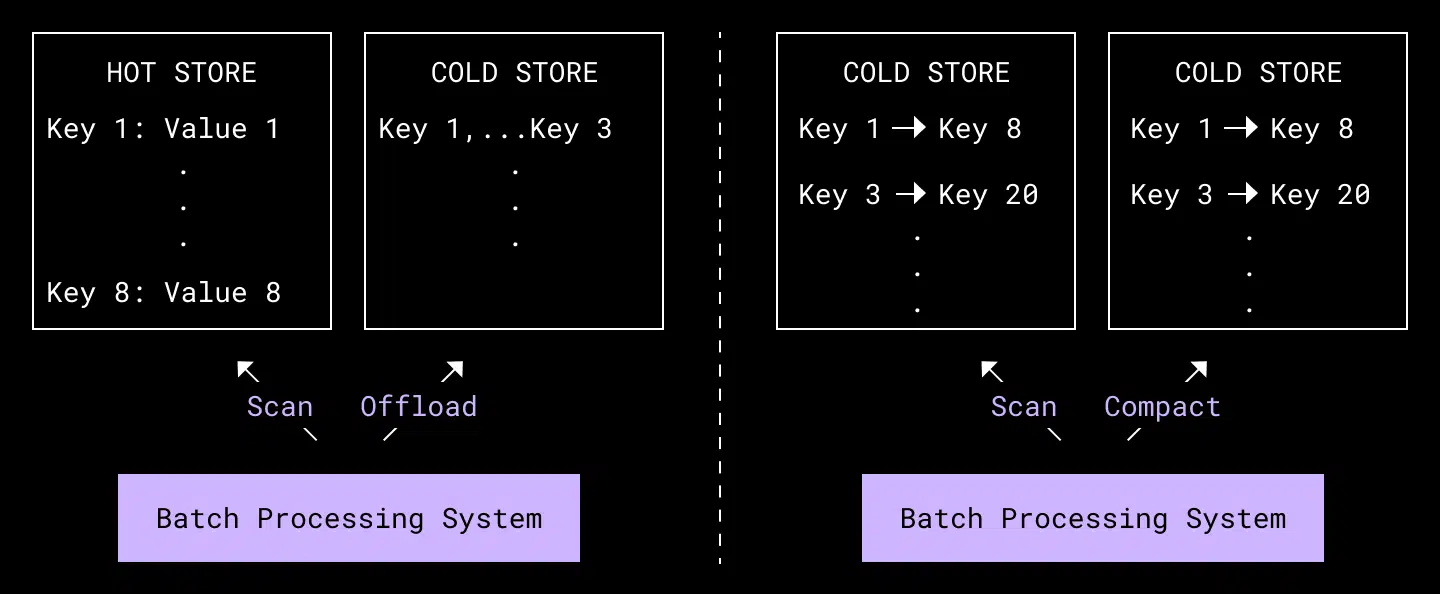 HOT STORE
Key 1: Value 1
.
.
.
Key 8: Value 8
COLD STORE
Key 1,...Key 3
.
.
.
Scan
Offload
Batch Processing System
COLD STORE
Key 1 → Key 8
Key 3 → Key 20
.
.
.
COLD STORE
Key 1 → Key 8
Key 3 → Key 20
.
.
.
Scan
Compact
Batch Processing System